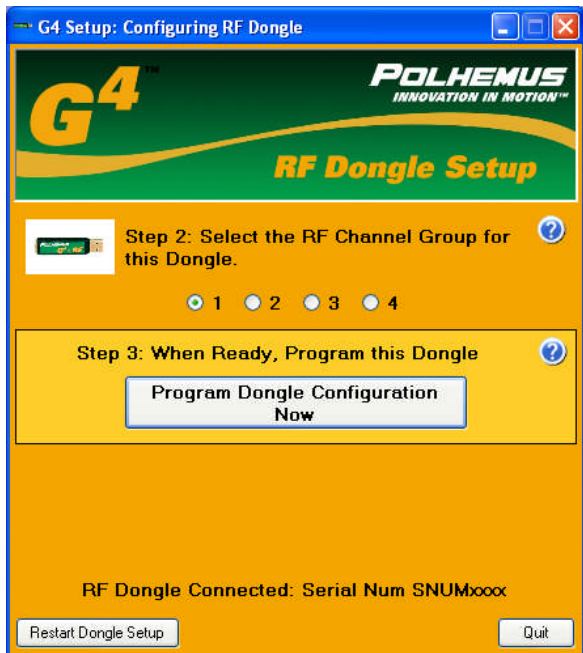 G4 Setup: Configuring RF Dongle
G4™
POLHEMUS
INNOVATION IN MOTION™
RF Dongle Setup
Step 2: Select the RF Channel Group for
this Dongle.
1 2 3 4
Step 3: When Ready, Program this Dongle
Program Dongle Configuration
Now
RF Dongle Connected: Serial Num SNUMxxxx
Restart Dongle Setup
Quit